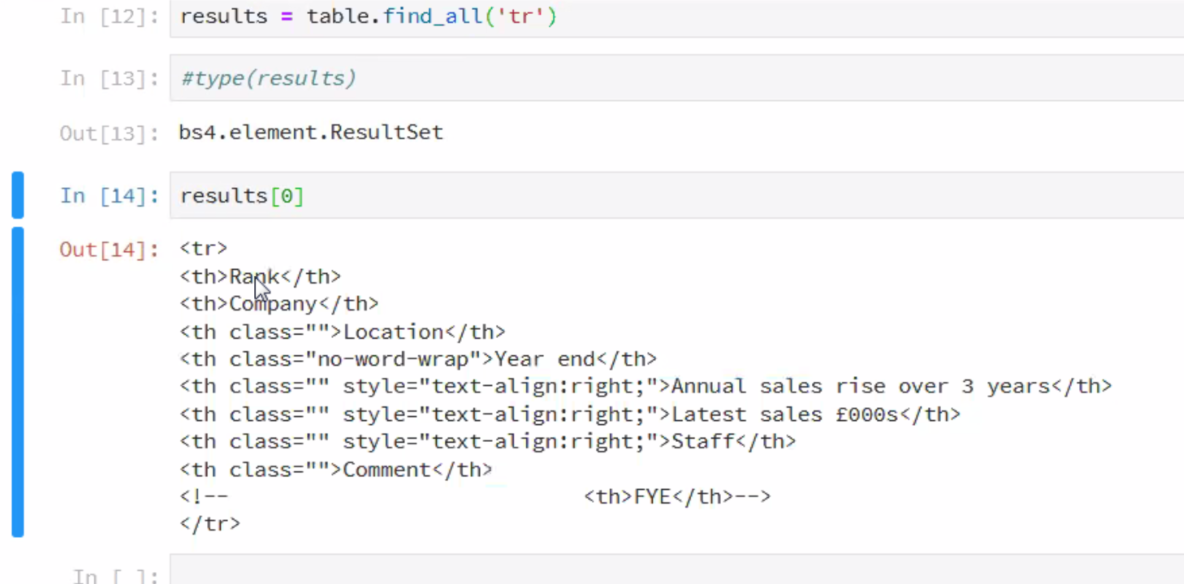 In [12]: results = table.find_all('tr')
In [13]: #type(results)
Out[13]: bs4.element.ResultSet
In [14]: results[0]
Out[14]: <tr>
<th>Rank</th>
<th>Company</th>
<th class="">Location</th>
<th class="no-word-wrap">Year end</th>
<th class="" style="text-align:right;">Annual sales rise over 3 years</th>
<th class="" style="text-align:right;">Latest sales £000s</th>
<th class="" style="text-align:right;">Staff</th>
<th class="">Comment</th>
<!--                             <th>FYE</th>-->
</tr>
In [ ]: